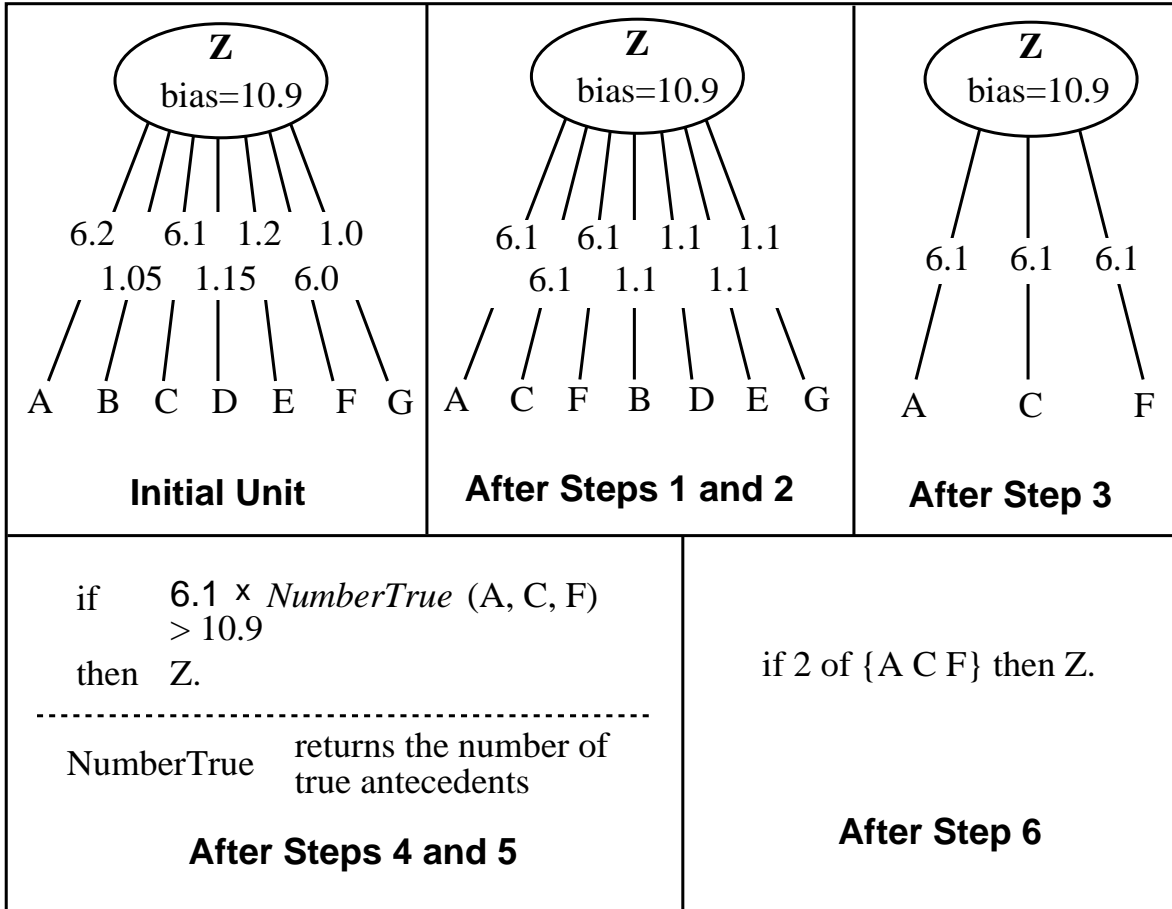 Z
bias=10.9
6.2 6.1 1.2 1.0
1.05 1.15 6.0
A B C D E F G
Initial Unit
Z
bias=10.9
6.1 6.1 1.1 1.1
6.1 1.1 1.1
A C F B D E G
After Steps 1 and 2
Z
bias=10.9
6.1 6.1 6.1
A C F
After Step 3
if 6.1 x NumberTrue (A, C, F)
> 10.9
then Z.
NumberTrue returns the number of
true antecedents
After Steps 4 and 5
if 2 of {A C F} then Z.
After Step 6